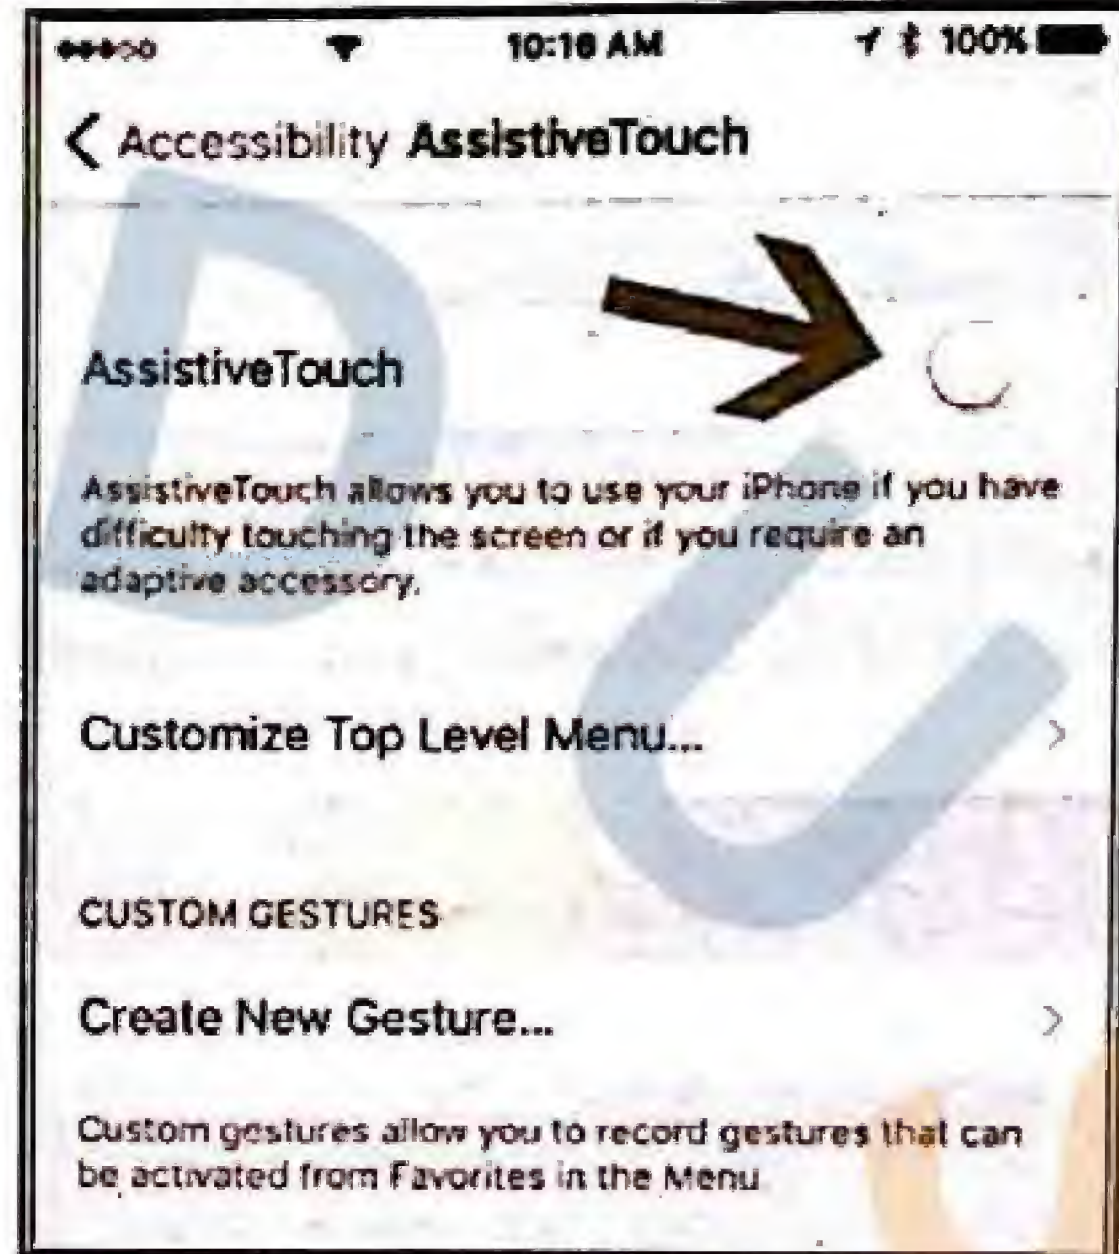 10:16 AM 100%
Accessibility AssistiveTouch
AssistiveTouch
AssistiveTouch allows you to use your iPhone if you have
difficulty touching the screen or if you require an
adaptive accessory.
Customize Top Level Menu...
CUSTOM GESTURES
Create New Gesture...
Custom gestures allow you to record gestures that can
be activated from Favorites in the Menu